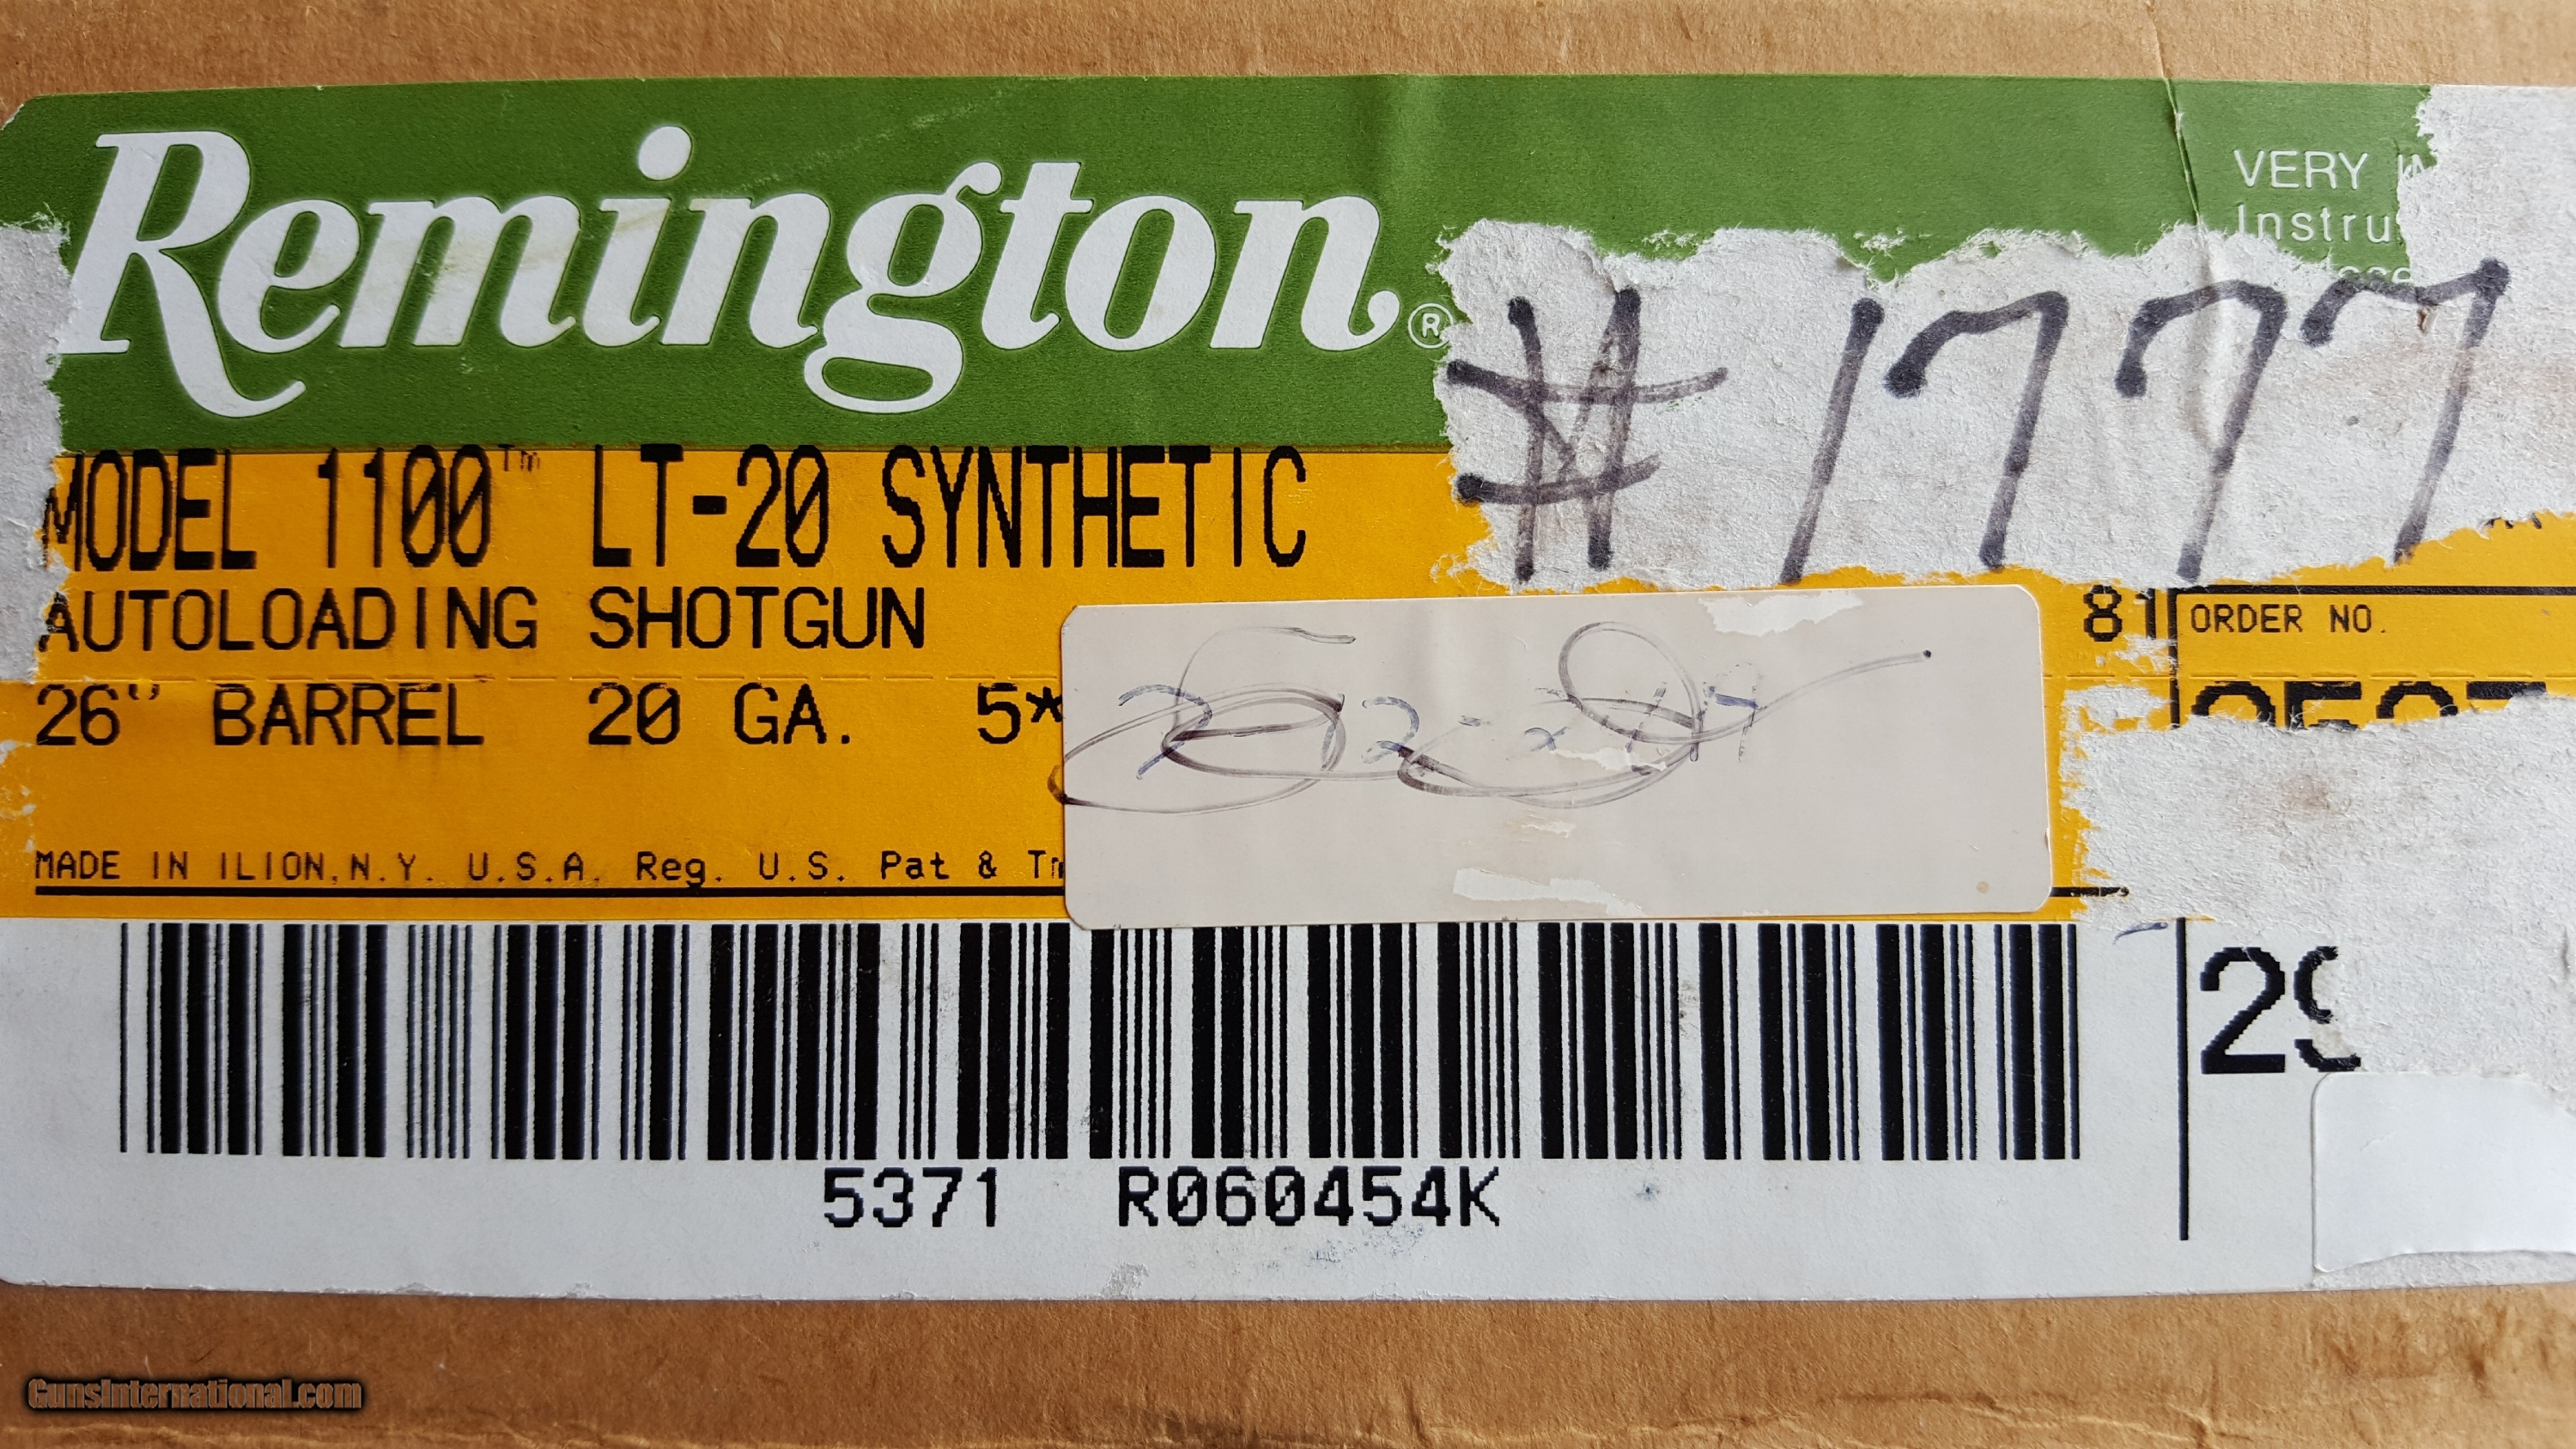 Remington®
VERY
Instru
#1777
MODEL 1100™ LT-20 SYNTHETIC
AUTOLOADING SHOTGUN
81
ORDER NO.
26" BARREL 20 GA. 5*
MADE IN ILION, N.Y. U.S.A. Reg. U.S. Pat & Tm
29
5371 R060454K
GunsInternational.com